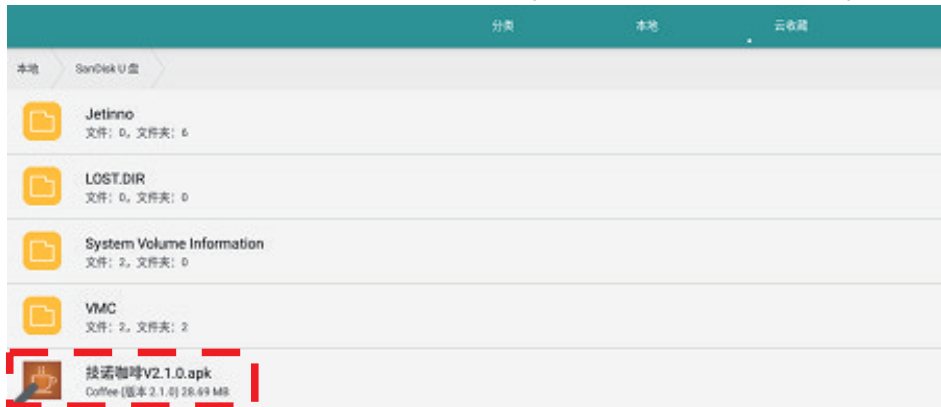 分类 本地 云收藏
本地 SanDisk U 盘
Jetinno
文件: 0, 文件夹: 6
LOST.DIR
文件: 0, 文件夹: 0
System Volume Information
文件: 2, 文件夹: 0
VMC
文件: 2, 文件夹: 2
技诺咖啡V2.1.0.apk
Coffee (版本 2.1.0) 28.69 MB